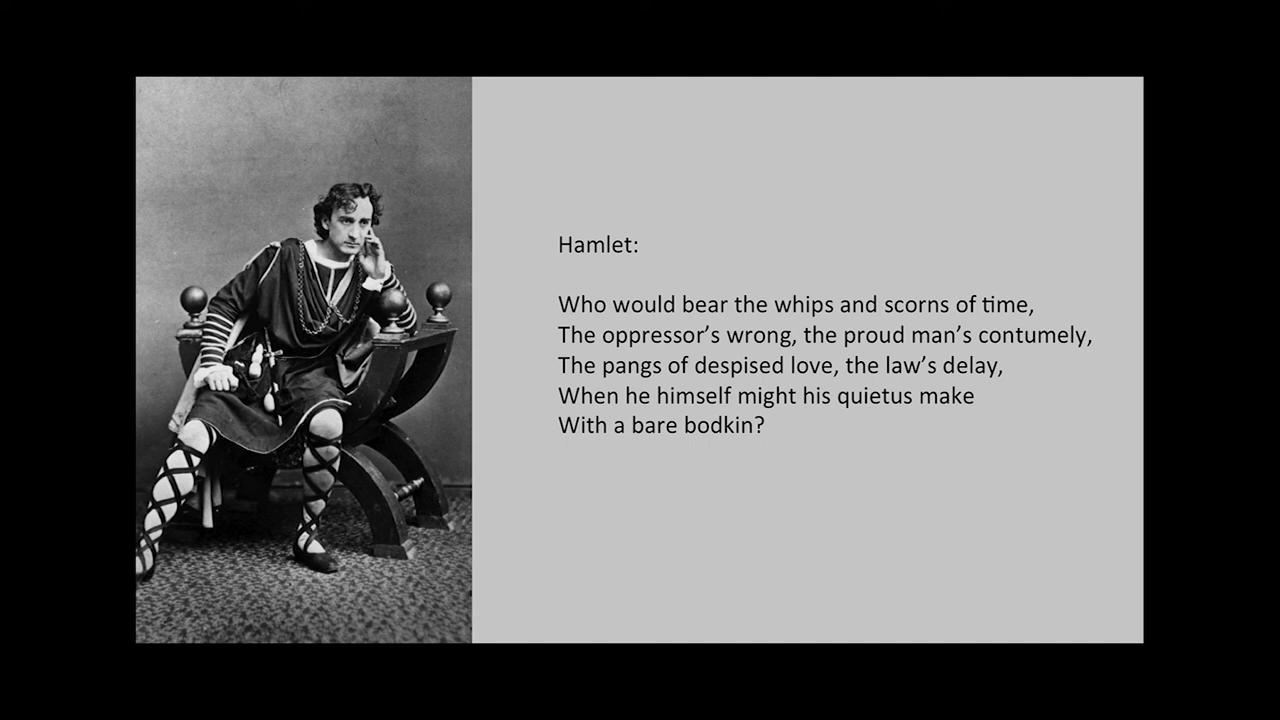 Hamlet:
Who would bear the whips and scorns of time,
The oppressor’s wrong, the proud man’s contumely,
The pangs of despised love, the law’s delay,
When he himself might his quietus make
With a bare bodkin?